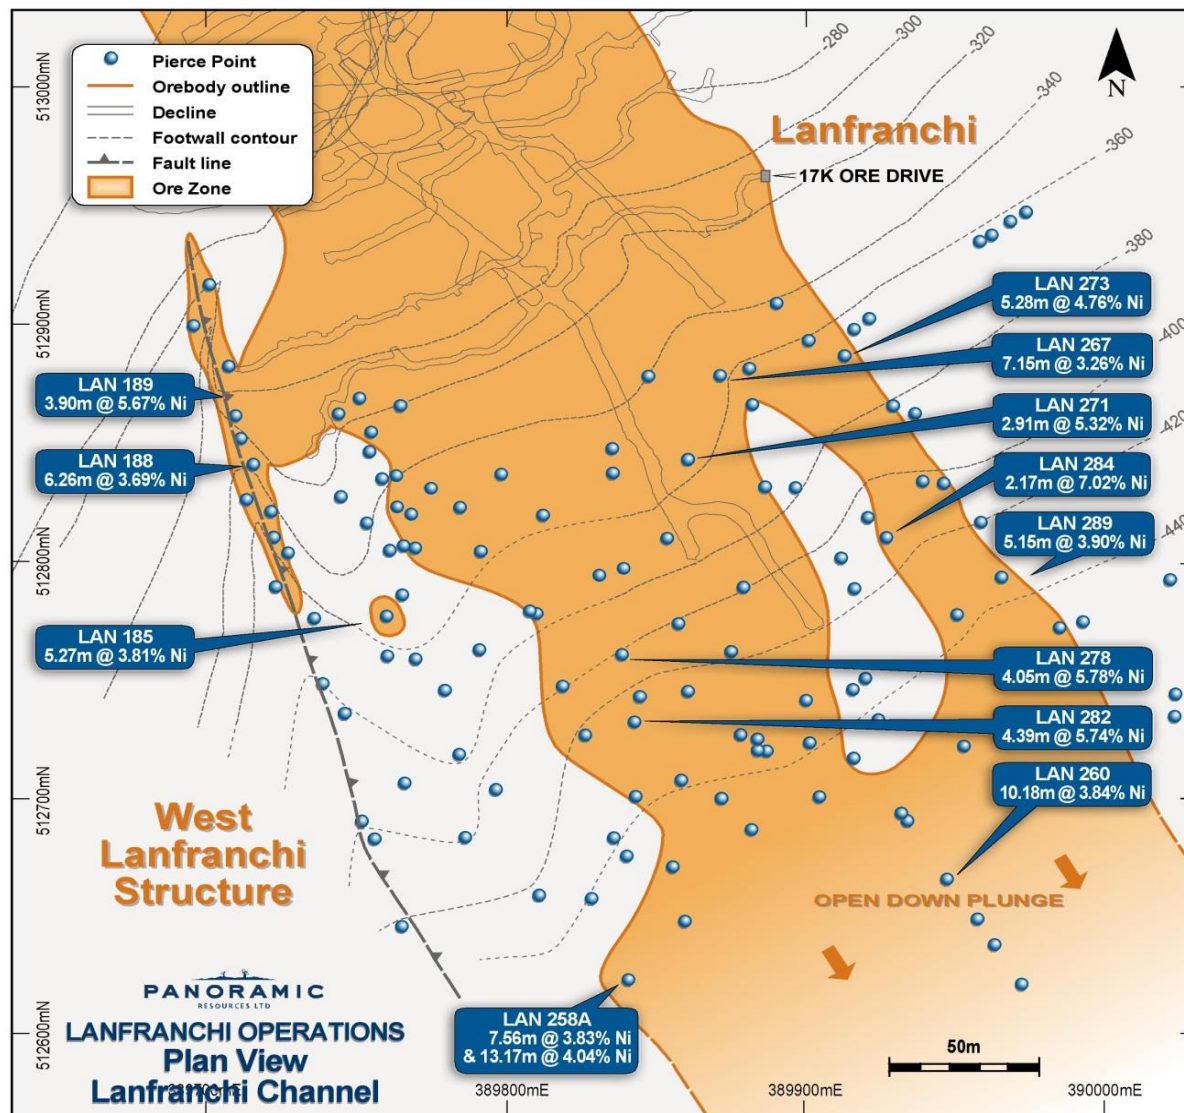 Pierce Point
Orebody outline
Decline
Footwall contour
Fault line
Ore Zone
-280
-300
-320
-340
-360
-380
-400
-420
-440
N
Lanfranchi
17K ORE DRIVE
513000mN
512900mN
512800mN
512700mN
512600mN
LAN 273
5.28m @ 4.76% Ni
LAN 267
7.15m @ 3.26% Ni
LAN 271
2.91m @ 5.32% Ni
LAN 284
2.17m @ 7.02% Ni
LAN 289
5.15m @ 3.90% Ni
LAN 189
3.90m @ 5.67% Ni
LAN 188
6.26m @ 3.69% Ni
LAN 185
5.27m @ 3.81% Ni
LAN 278
4.05m @ 5.78% Ni
LAN 282
4.39m @ 5.74% Ni
LAN 260
10.18m @ 3.84% Ni
West
Lanfranchi
Structure
OPEN DOWN PLUNGE
PANORAMIC
RESOURCES LTD
LANFRANCHI OPERATIONS
Plan View
Lanfranchi Channel
LAN 258A
7.56m @ 3.83% Ni
& 13.17m @ 4.04% Ni
50m
389700mE
389800mE
389900mE
390000mE